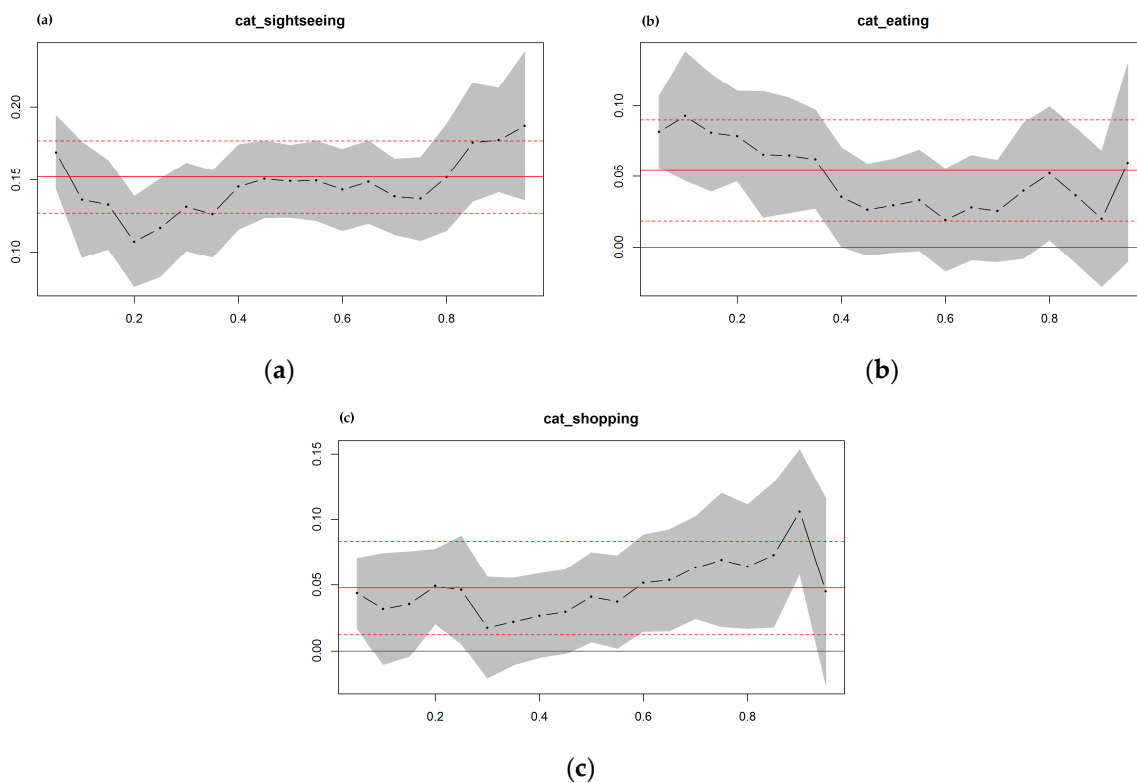 (a) cat_sightseeing
0.20
0.15
0.10
0.2 0.4 0.6 0.8
(a)
(b) cat_eating
0.10
0.05
0.00
0.2 0.4 0.6 0.8
(b)
(c) cat_shopping
0.15
0.10
0.05
0.00
0.2 0.4 0.6 0.8
(c)